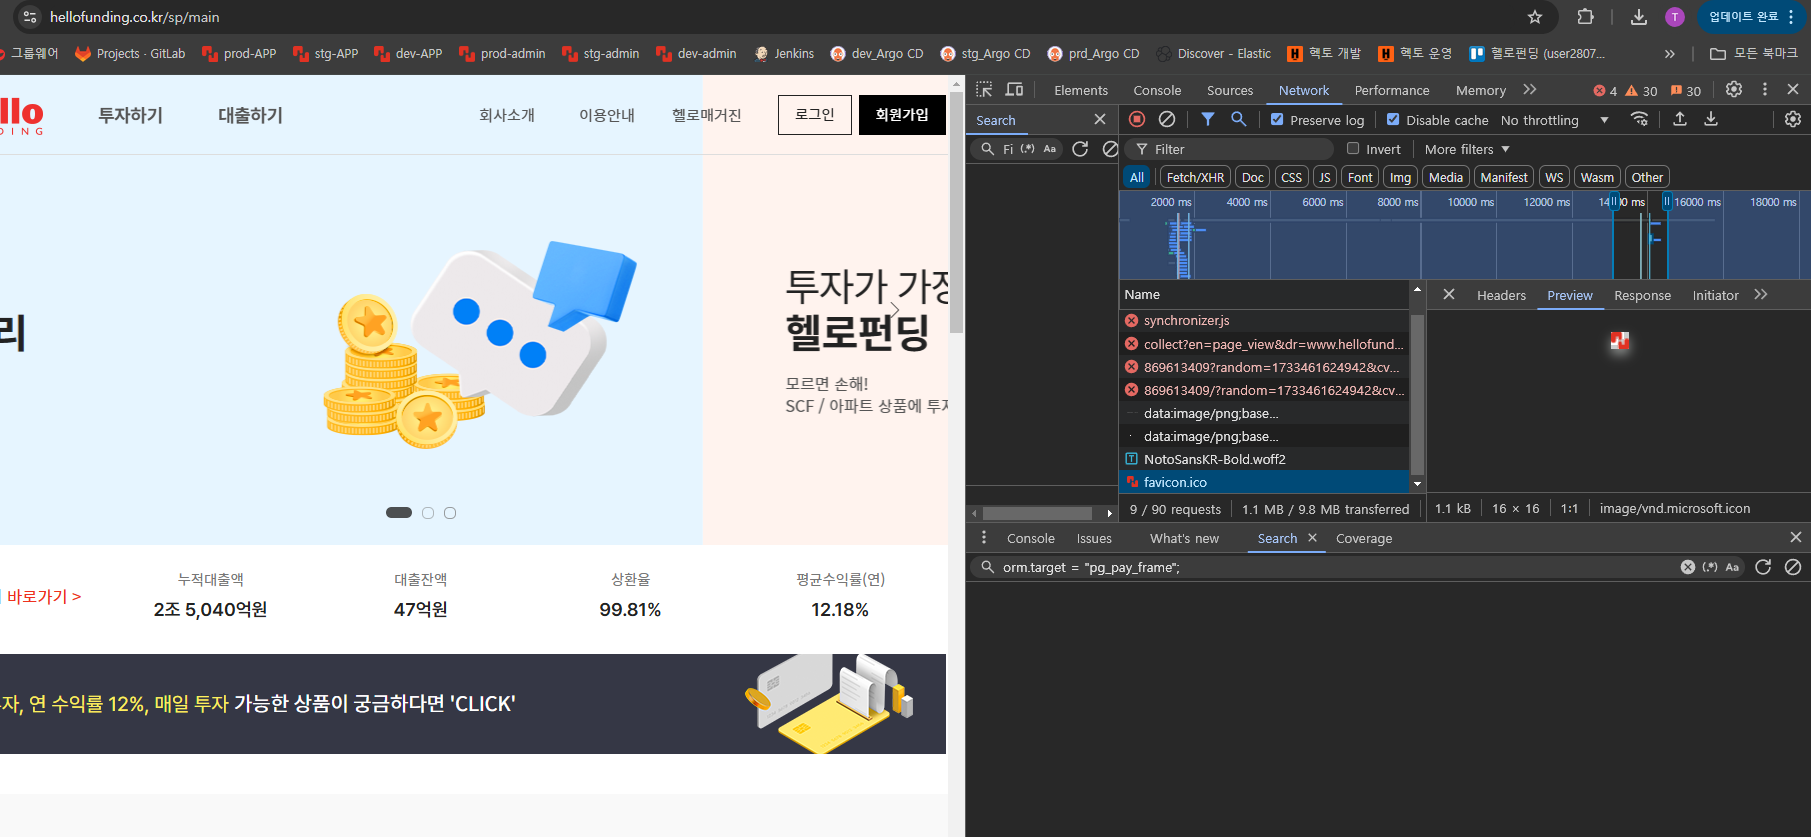 hellofunding.co.kr/sp/main
T
업데이트 완료
그룹웨어
Projects · GitLab
prod-APP
stg-APP
dev-APP
prod-admin
stg-admin
dev-admin
Jenkins
dev_Argo CD
stg_Argo CD
prd_Argo CD
Discover - Elastic
헥토 개발
헥토 운영
헬로펀딩 (user2807...
모든 북마크
llo
DING
투자하기
대출하기
회사소개
이용안내
헬로매거진
로그인
회원가입
리
투자가 가장
헬로펀딩
모르면 손해!
SCF / 아파트 상품에 투자
바로가기 >
누적대출액
2조 5,040억원
대출잔액
47억원
상환율
99.81%
평균수익률(연)
12.18%
자, 연 수익률 12%, 매일 투자 가능한 상품이 궁금하다면 'CLICK'
Elements
Console
Sources
Network
Performance
Memory
4
30
30
Search
Preserve log
Disable cache
No throttling
Fi
(.*)
Aa
Filter
Invert
More filters
All
Fetch/XHR
Doc
CSS
JS
Font
Img
Media
Manifest
WS
Wasm
Other
2000 ms
4000 ms
6000 ms
8000 ms
10000 ms
12000 ms
14000 ms
16000 ms
18000 ms
Name
Headers
Preview
Response
Initiator
synchronizer.js
collect?en=page_view&dr=www.hellofund...
869613409?random=1733461624942&cv...
869613409/?random=1733461624942&cv...
data:image/png;base...
data:image/png;base...
NotoSansKR-Bold.woff2
favicon.ico
9 / 90 requests
1.1 MB / 9.8 MB transferred
1.1 kB
16 × 16
1:1
image/vnd.microsoft.icon
Console
Issues
What's new
Search
Coverage
orm.target = "pg_pay_frame";
(.*)
Aa